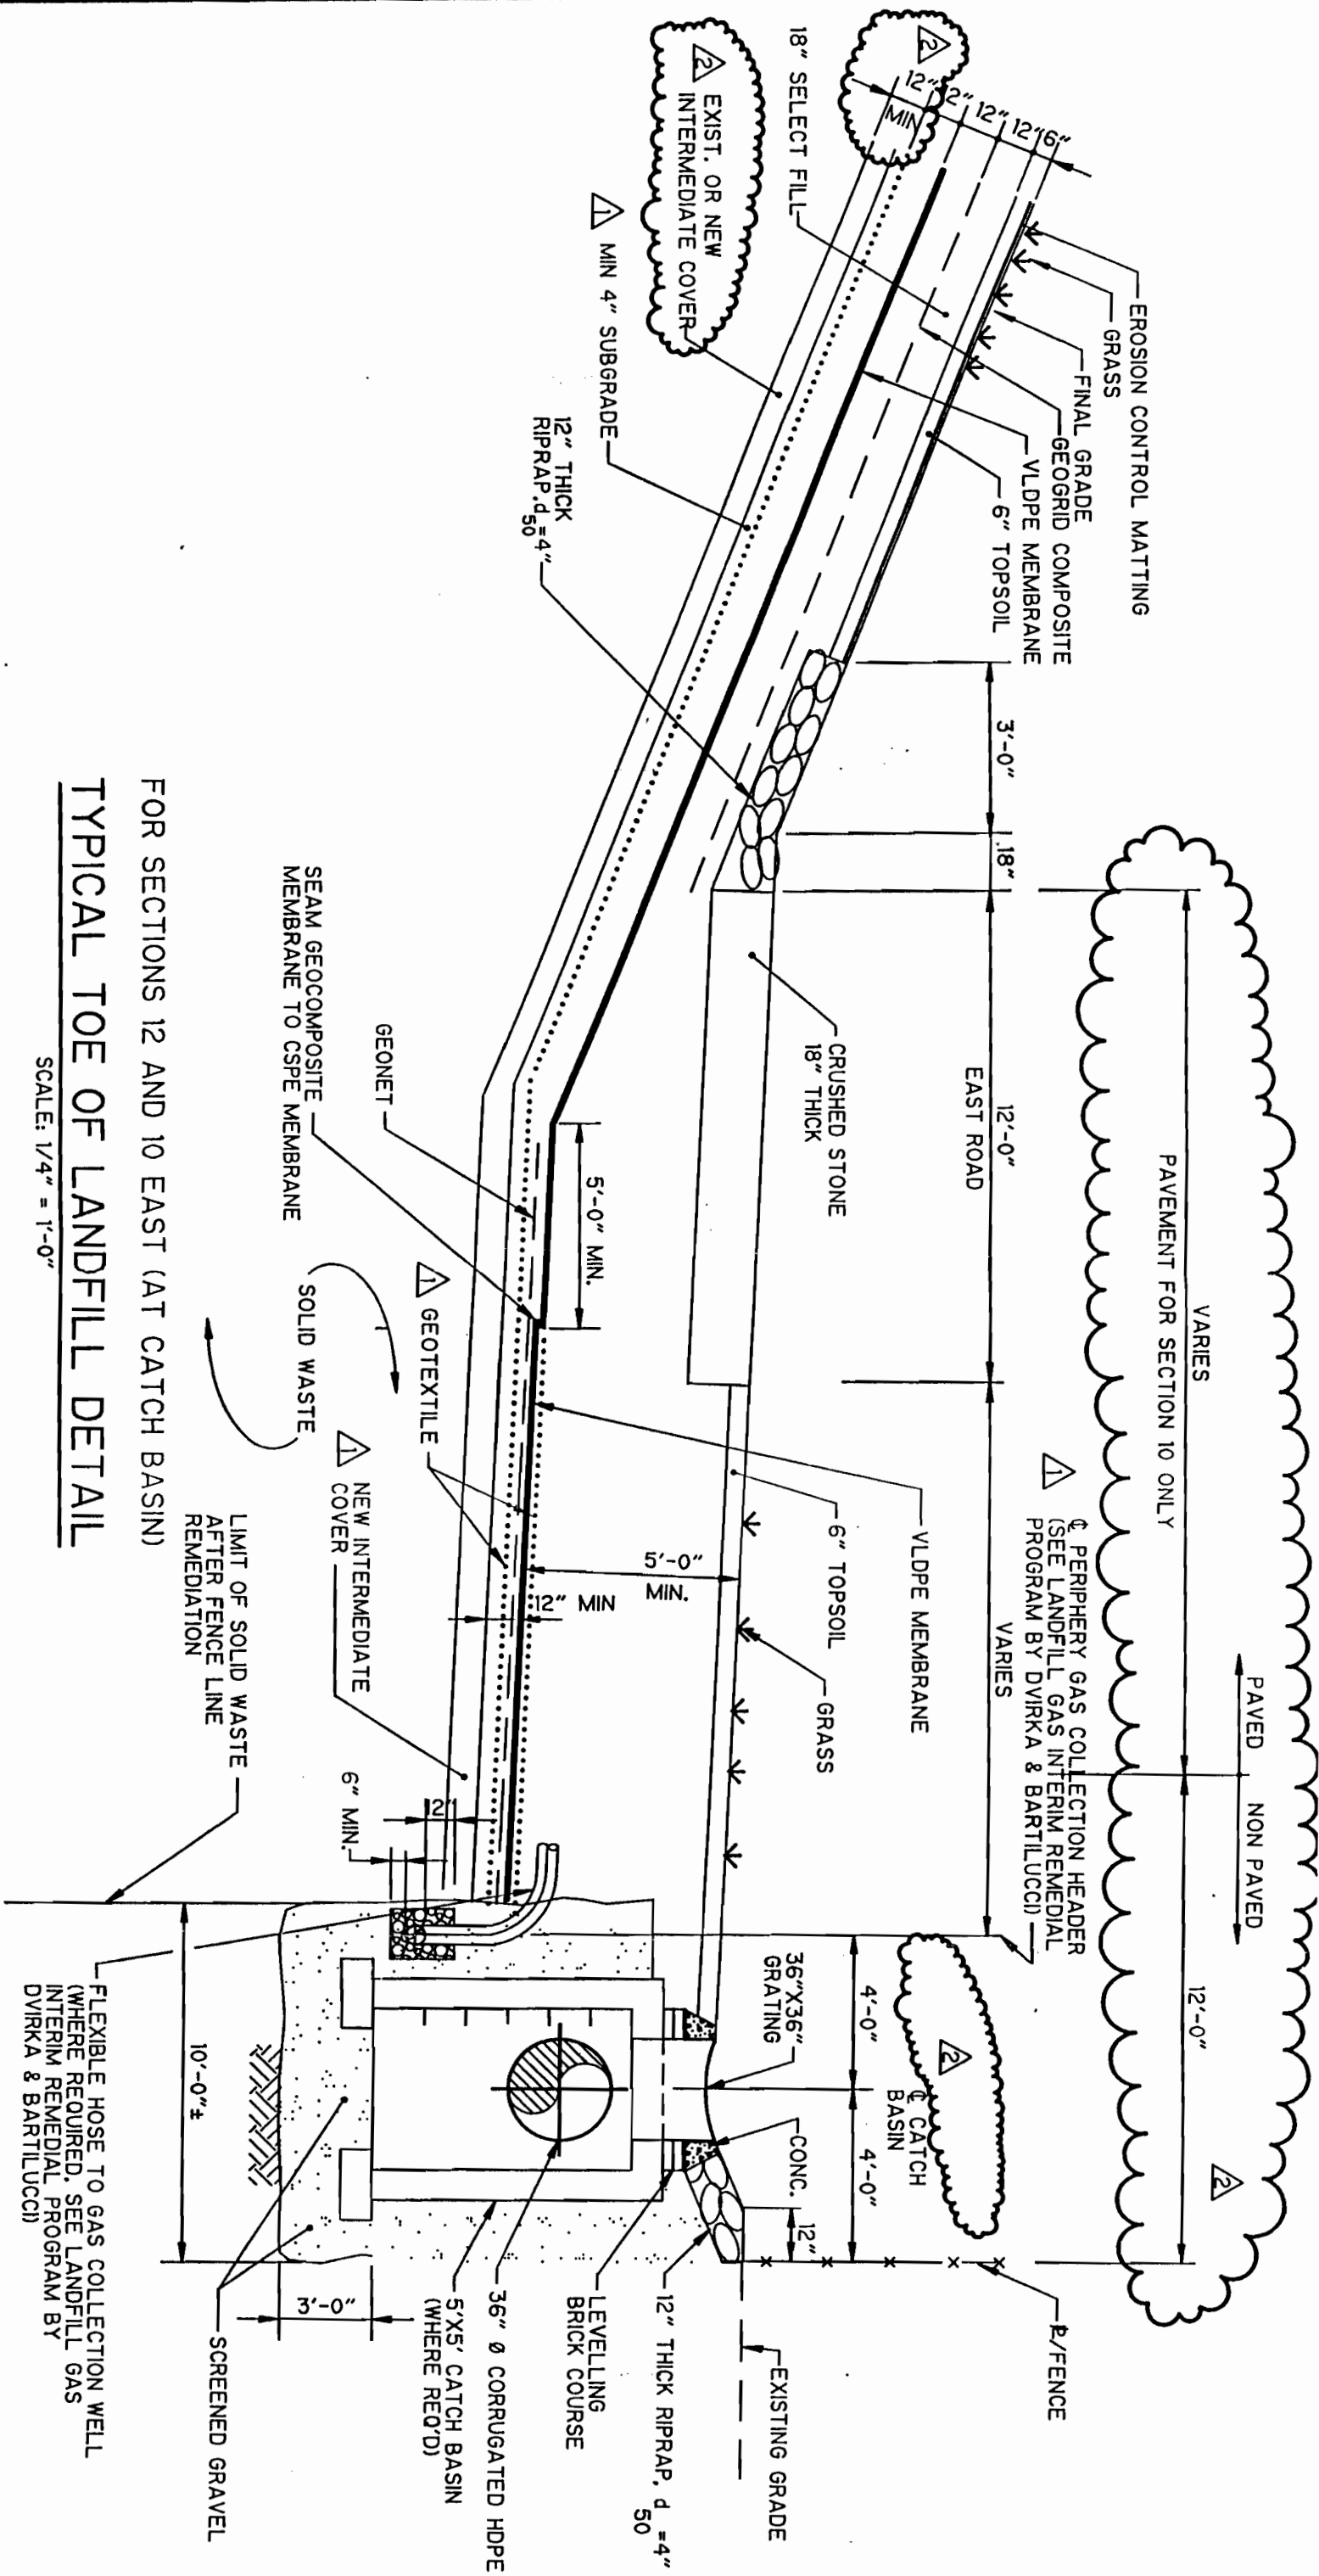 VARIES
PAVEMENT FOR SECTION 10 ONLY
PAVED
NON PAVED
12'-0"
2
EROSION CONTROL MATTING
GRASS
FINAL GRADE
GEOGRID COMPOSITE
VLDPE MEMBRANE
6" TOPSOIL
2
12"
MIN
12"
12"
12"
6"
18" SELECT FILL
2
EXIST. OR NEW
INTERMEDIATE COVER
1
MIN 4" SUBGRADE
12" THICK
RIPRAP, d50=4"
3'-0"
18"
12'-0"
EAST ROAD
CRUSHED STONE
18" THICK
1
℄ PERIPHERY GAS COLLECTION HEADER
(SEE LANDFILL GAS INTERIM REMEDIAL
PROGRAM BY DVIRKA & BARTILUCCI)
VARIES
VLDPE MEMBRANE
6" TOPSOIL
GRASS
2
℄ CATCH
BASIN
4'-0"
4'-0"
36"X36"
GRATING
CONC.
12"
℄/FENCE
EXISTING GRADE
12" THICK RIPRAP, d50=4"
LEVELLING
BRICK COURSE
36" Ø CORRUGATED HDPE
5'X5' CATCH BASIN
(WHERE REQ'D)
3'-0"
SCREENED GRAVEL
5'-0" MIN.
5'-0"
MIN.
12" MIN
GEONET
SEAM GEOCOMPOSITE
MEMBRANE TO CSPE MEMBRANE
1
GEOTEXTILE
SOLID WASTE
1
NEW INTERMEDIATE
COVER
12"
6" MIN.
LIMIT OF SOLID WASTE
AFTER FENCE LINE
REMEDIATION
10'-0"±
FLEXIBLE HOSE TO GAS COLLECTION WELL
(WHERE REQUIRED. SEE LANDFILL GAS
INTERIM REMEDIAL PROGRAM BY
DVIRKA & BARTILUCCI)
FOR SECTIONS 12 AND 10 EAST (AT CATCH BASIN)
TYPICAL TOE OF LANDFILL DETAIL
SCALE: 1/4" = 1'-0"